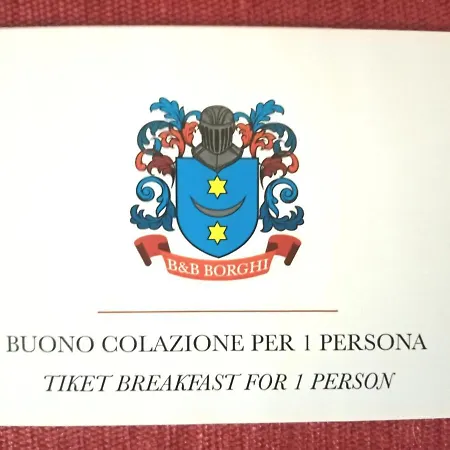 B&B BORGHI
BUONO COLAZIONE PER 1 PERSONA
TIKET BREAKFAST FOR 1 PERSON